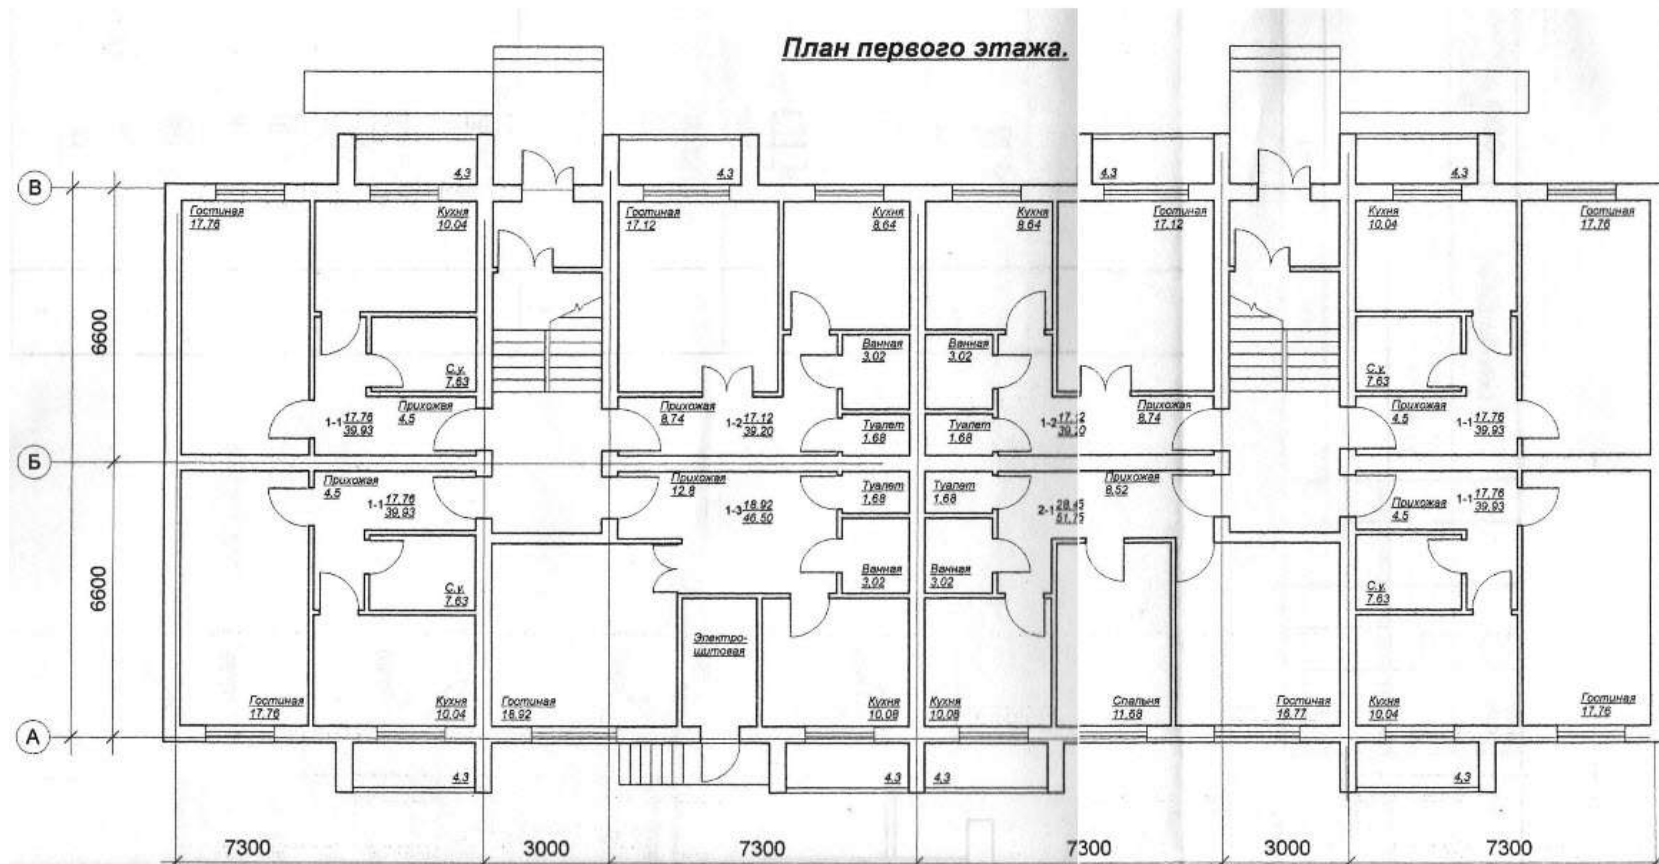 План первого этажа.
4,3
4,3
4,3
4,3
В
Гостиная
17,76
Кухня
10.04
Гостиная
17,12
Кухня
8.64
Кухня
8.64
Гостиная
17,12
Кухня
10.04
Гостиная
17,76
6600
Ванная
3,02
Ванная
3,02
С.у.
7,63
С.у.
7,63
1-1 17,76
39,93
Прихожая
4,5
Прихожая
8,74
1-2 17,12
39,20
Туалет
1,68
Туалет
1,68
1-2 17,12
39,20
Прихожая
8,74
Прихожая
4,5
1-1 17,76
39,93
Б
Прихожая
4,5
1-1 17,76
39,93
Прихожая
12,8
1-3 18,92
46,50
Туалет
1,68
Туалет
1,68
2-1 28,45
51,75
Прихожая
8,52
Прихожая
4,5
1-1 17,76
39,93
6600
С.у.
7,63
Ванная
3,02
Ванная
3,02
С.у.
7,63
Электро-
щитовая
Гостиная
17,76
Кухня
10,04
Гостиная
18,92
Кухня
10,08
Кухня
10,08
Спальня
11,68
Гостиная
16,77
Кухня
10,04
Гостиная
17,76
А
4,3
4,3
4,3
4,3
7300
3000
7300
7300
3000
7300